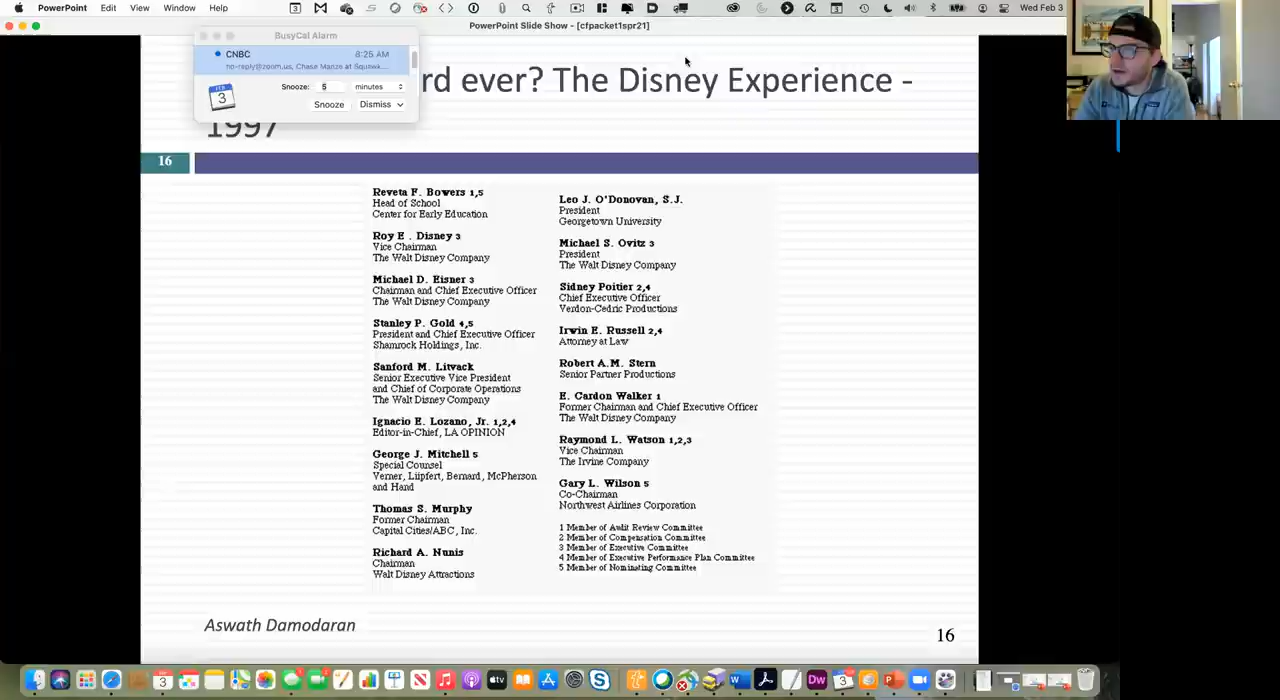 PowerPoint Edit View Window Help
Wed Feb 3
PowerPoint Slide Show - [cfpacket1spr21]
BusyCal Alarm
CNBC 8:25 AM
no-reply@zoom.us, Chase Manze at Squawk...
Snooze: 5 minutes
Snooze Dismiss
FEB
3
rd ever? The Disney Experience -
1997
16
Reveta F. Bowers 1,5
Head of School
Center for Early Education
Roy E . Disney 3
Vice Chairman
The Walt Disney Company
Michael D. Eisner 3
Chairman and Chief Executive Officer
The Walt Disney Company
Stanley P. Gold 4,5
President and Chief Executive Officer
Shamrock Holdings, Inc.
Sanford M. Litvack
Senior Executive Vice President
and Chief of Corporate Operations
The Walt Disney Company
Ignacio E. Lozano, Jr. 1,2,4
Editor-in-Chief, LA OPINION
George J. Mitchell 5
Special Counsel
Verner, Liipfert, Bernard, McPherson
and Hand
Thomas S. Murphy
Former Chairman
Capital Cities/ABC, Inc.
Richard A. Nunis
Chairman
Walt Disney Attractions
Leo J. O'Donovan, S.J.
President
Georgetown University
Michael S. Ovitz 3
President
The Walt Disney Company
Sidney Poitier 2,4
Chief Executive Officer
Verdon-Cedric Productions
Irwin E. Russell 2,4
Attorney at Law
Robert A.M. Stern
Senior Partner Productions
E. Cardon Walker 1
Former Chairman and Chief Executive Officer
The Walt Disney Company
Raymond L. Watson 1,2,3
Vice Chairman
The Irvine Company
Gary L. Wilson 5
Co-Chairman
Northwest Airlines Corporation
1 Member of Audit Review Committee
2 Member of Compensation Committee
3 Member of Executive Committee
4 Member of Executive Performance Plan Committee
5 Member of Nominating Committee
Aswath Damodaran
16